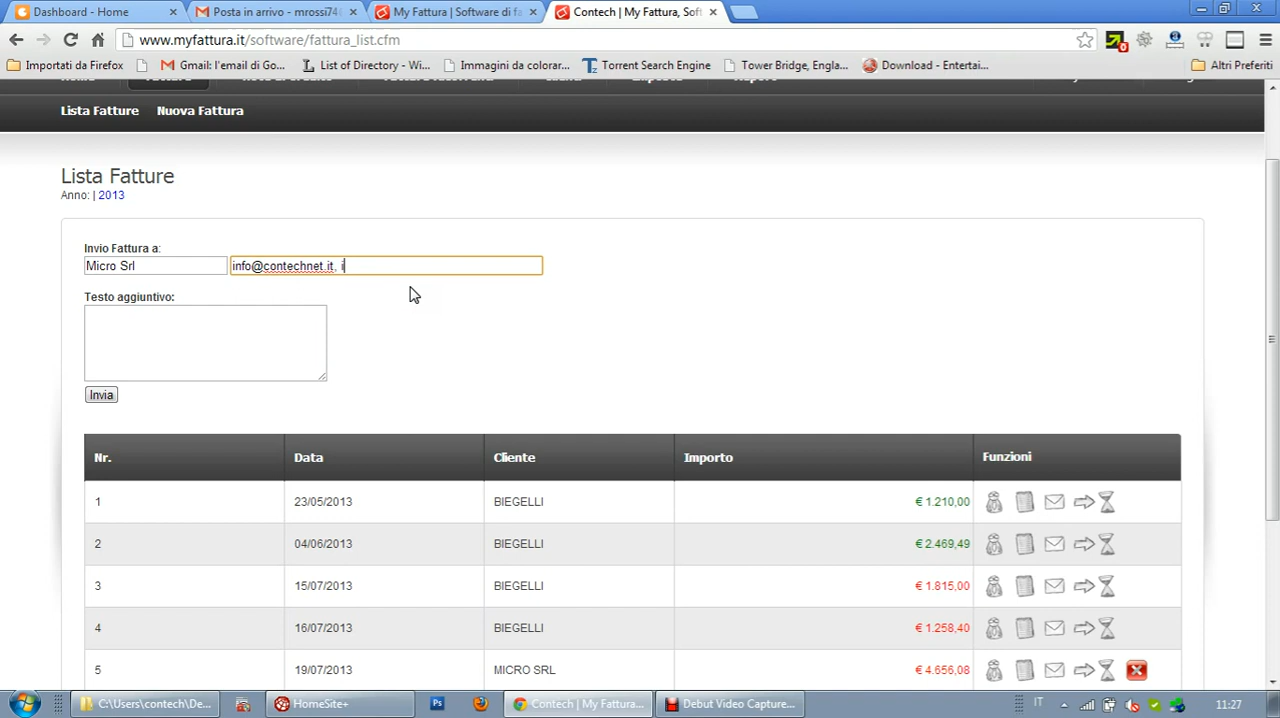 Dashboard - Home
Posta in arrivo - mrossi746
My Fattura | Software di fa
Contech | My Fattura, Soft
www.myfattura.it/software/fattura_list.cfm
Importati da Firefox
Gmail: l'email di Go...
List of Directory - Wi...
Immagini da colorar...
Torrent Search Engine
Tower Bridge, Engla...
Download - Entertai...
Altri Preferiti
Lista Fatture
Nuova Fattura
Lista Fatture
Anno: | 2013
Invio Fattura a:
Micro Srl
info@contechnet.it, i
Testo aggiuntivo:
Invia
Nr. Data Cliente Importo Funzioni
1 23/05/2013 BIEGELLI € 1.210,00
2 04/06/2013 BIEGELLI € 2.469,49
3 15/07/2013 BIEGELLI € 1.815,00
4 16/07/2013 BIEGELLI € 1.258,40
5 19/07/2013 MICRO SRL € 4.656,08
C:\Users\contech\De...
HomeSite+
Ps
Contech | My Fattura...
Debut Video Capture...
IT
11:27